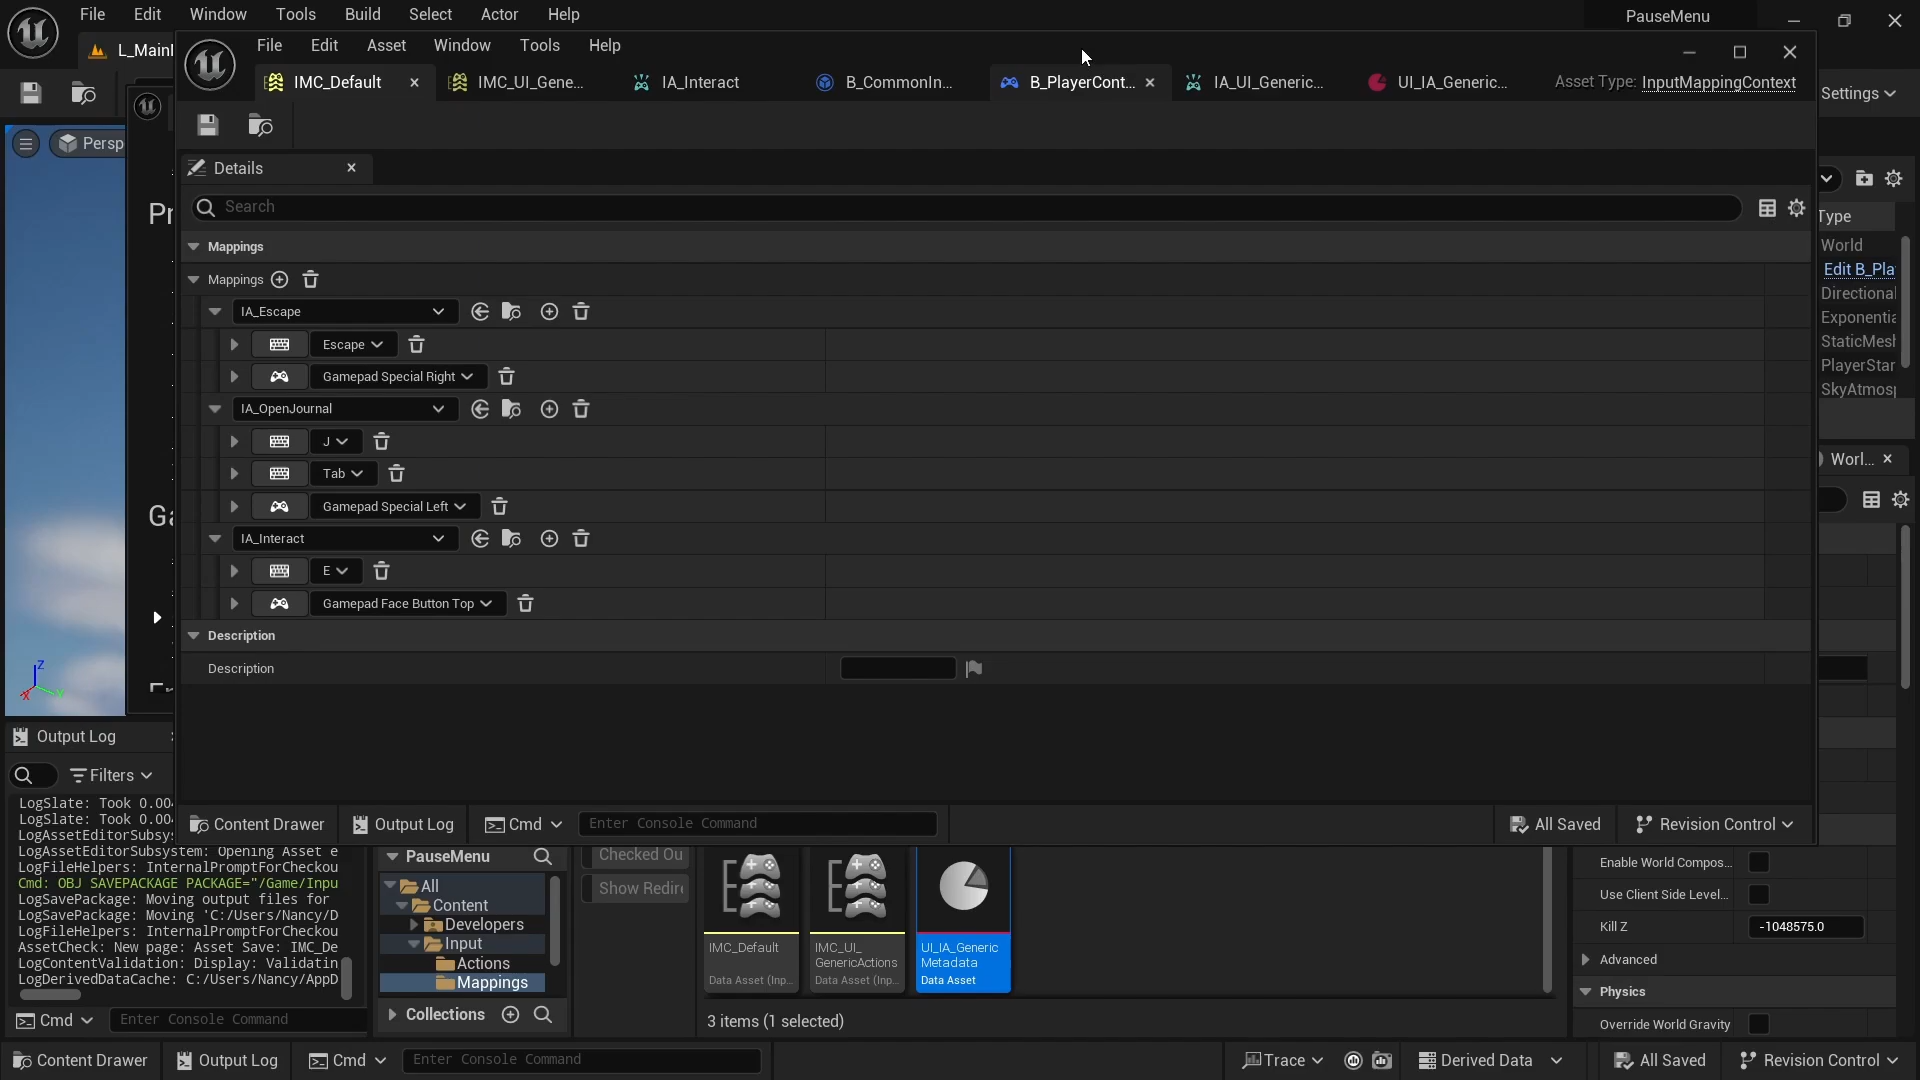 File Edit Window Tools Build Select Actor Help
PauseMenu
L_MainI
File Edit Asset Window Tools Help
IMC_Default
IMC_UI_Gene...
IA_Interact
B_CommonIn...
B_PlayerCont...
IA_UI_Generic...
UI_IA_Generic...
Asset Type: InputMappingContext
Settings
Persp
Details
Search
Type
Mappings
World
Mappings
Edit B_Pla
Directional
IA_Escape
Exponentia
Escape
StaticMesh
Gamepad Special Right
PlayerStar
SkyAtmosp
IA_OpenJournal
J
Worl...
Tab
Gamepad Special Left
IA_Interact
E
Gamepad Face Button Top
Description
Description
Z
X
Output Log
Filters
LogSlate: Took 0.004
LogSlate: Took 0.004
LogAssetEditorSubsys
LogAssetEditorSubsystem: Opening Asset e
LogFileHelpers: InternalPromptForCheckou
Cmd: OBJ SAVEPACKAGE PACKAGE="/Game/Inpu
LogSavePackage: Moving output files for
LogSavePackage: Moving 'C:/Users/Nancy/D
LogFileHelpers: InternalPromptForCheckou
AssetCheck: New page: Asset Save: IMC_De
LogContentValidation: Display: Validatin
LogDerivedDataCache: C:/Users/Nancy/AppD
Cmd
Enter Console Command
Content Drawer
Output Log
Cmd
Enter Console Command
All Saved
Revision Control
PauseMenu
All
Content
Developers
Input
Actions
Mappings
Collections
Checked Ou
Show Redire
IMC_Default
Data Asset (Inp...
IMC_UI_
GenericActions
Data Asset (Inp...
UI_IA_Generic
Metadata
Data Asset
3 items (1 selected)
Enable World Compos...
Use Client Side Level...
Kill Z
-1048575.0
Advanced
Physics
Override World Gravity
Content Drawer
Output Log
Cmd
Enter Console Command
Trace
Derived Data
All Saved
Revision Control